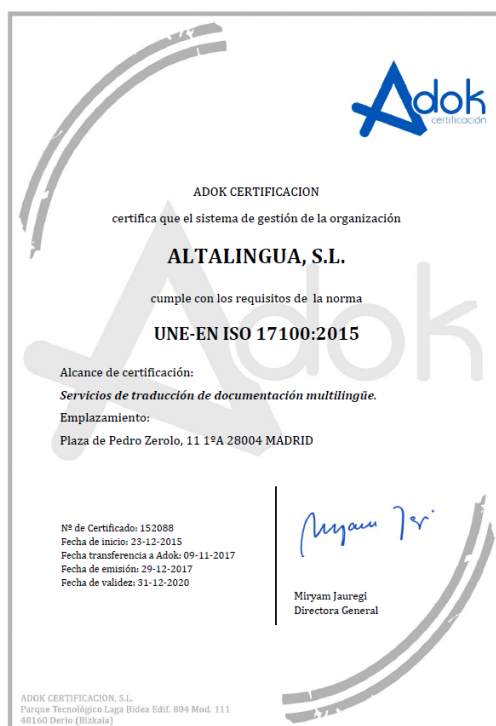 Adok
certificación
ADOK CERTIFICACION
certifica que el sistema de gestión de la organización
ALTALINGUA, S.L.
cumple con los requisitos de la norma
UNE-EN ISO 17100:2015
Adok
Alcance de certificación:
Servicios de traducción de documentación multilingüe.
Emplazamiento:
Plaza de Pedro Zerolo, 11 1ºA 28004 MADRID
Nº de Certificado: 152088
Fecha de inicio: 23-12-2015
Fecha transferencia a Adok: 09-11-2017
Fecha de emisión: 29-12-2017
Fecha de validez: 31-12-2020
Miryam Jauregi
Directora General
ADOK CERTIFICACION, S.L.
Parque Tecnológico Laga Bidea Edif. 804 Mod. 111
48160 Derio (Bizkaia)